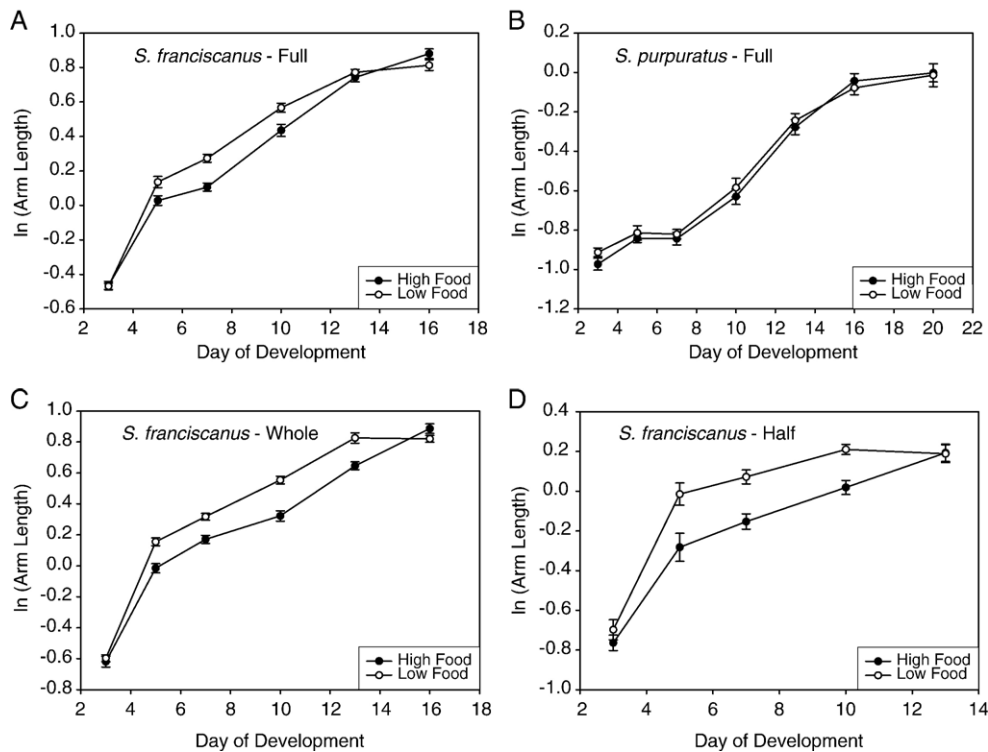 A
S. franciscanus - Full
ln (Arm Length)
1.0
0.8
0.6
0.4
0.2
0.0
-0.2
-0.4
-0.6
2 4 6 8 10 12 14 16 18
Day of Development
High Food
Low Food
B
S. purpuratus - Full
ln (Arm Length)
0.2
0.0
-0.2
-0.4
-0.6
-0.8
-1.0
-1.2
2 4 6 8 10 12 14 16 18 20 22
Day of Development
High Food
Low Food
C
S. franciscanus - Whole
ln (Arm Length)
1.0
0.8
0.6
0.4
0.2
0.0
-0.2
-0.4
-0.6
-0.8
2 4 6 8 10 12 14 16 18
Day of Development
High Food
Low Food
D
S. franciscanus - Half
ln (Arm Length)
0.4
0.2
0.0
-0.2
-0.4
-0.6
-0.8
-1.0
2 4 6 8 10 12 14
Day of Development
High Food
Low Food